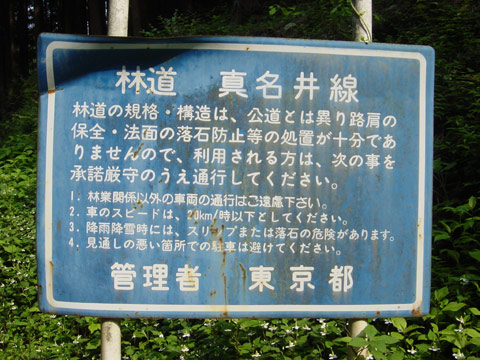 林道　真名井線
林道の規格・構造は、公道とは異り路肩の
保全・法面の落石防止等の処置が十分であ
りませんので、利用される方は、次の事を
承諾厳守のうえ通行してください。
1. 林業関係以外の車両の通行はご遠慮下さい。
2. 車のスピードは、20km/時以下としてください。
3. 降雨降雪時には、スリップまたは落石の危険があります。
4. 見通しの悪い箇所での駐車は避けてください。
管理者　東京都